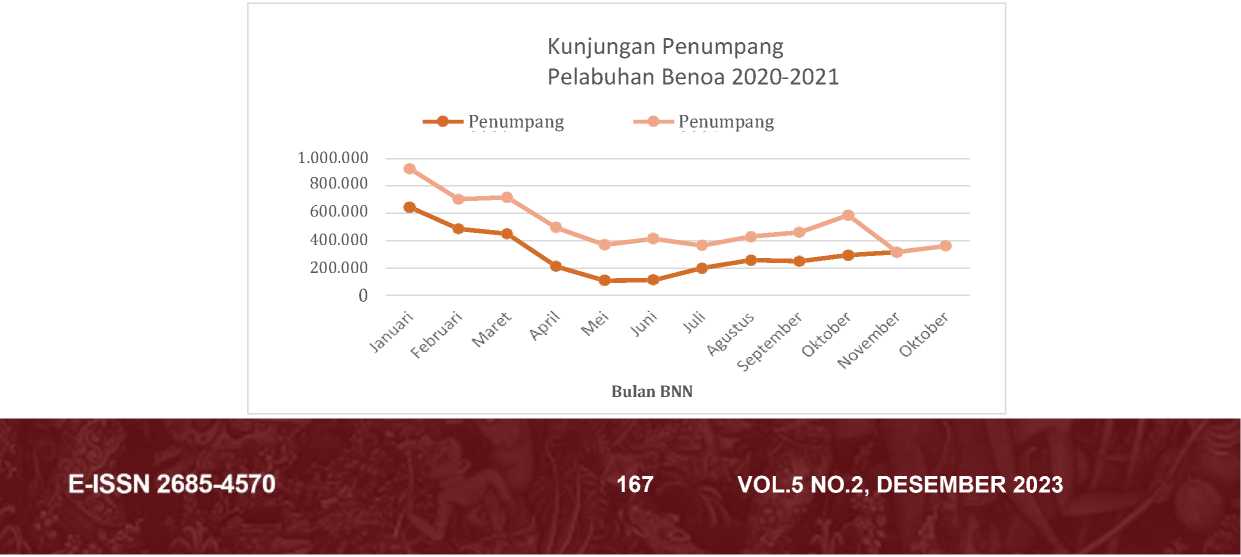 Kunjungan Penumpang
Pelabuhan Benoa 2020-2021
Penumpang Penumpang
1.000.000
800.000
600.000
400.000
200.000
0
Januari Februari Maret April Mei Juni Juli Agustus September Oktober November Oktober
Bulan BNN
E-ISSN 2685-4570 167 VOL.5 NO.2, DESEMBER 2023